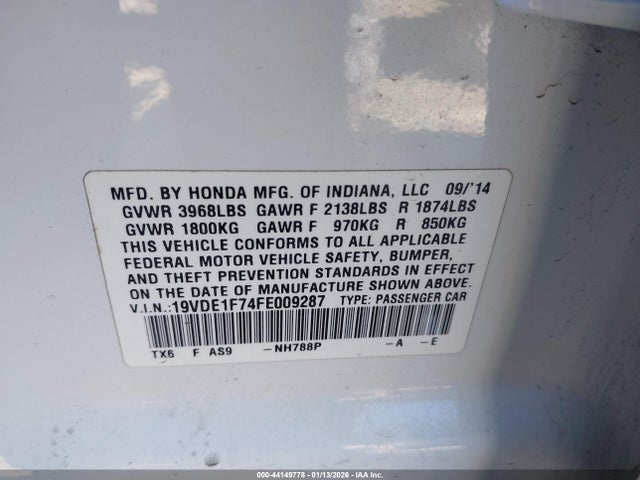 MFD. BY HONDA MFG. OF INDIANA, LLC 09/'14
GVWR 3968LBS GAWR F 2138LBS R 1874LBS
GVWR 1800KG GAWR F 970KG R 850KG
THIS VEHICLE CONFORMS TO ALL APPLICABLE
FEDERAL MOTOR VEHICLE SAFETY, BUMPER,
AND THEFT PREVENTION STANDARDS IN EFFECT
ON THE DATE OF MANUFACTURE SHOWN ABOVE.
V.I.N.:19VDE1F74FE009287 TYPE: PASSENGER CAR
TX6 F AS9 -NH788P -A -E
000-44149778 - 01/13/2026 - IAA Inc.